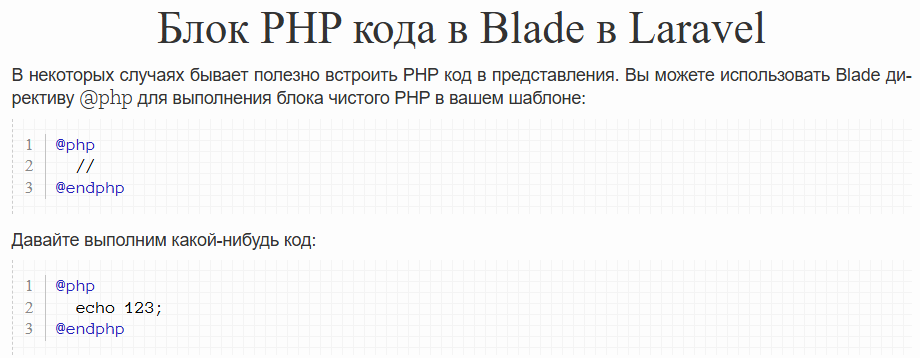 Блок PHP кода в Blade в Laravel
В некоторых случаях бывает полезно встроить PHP код в представления. Вы можете использовать Blade ди-
рективу @php для выполнения блока чистого PHP в вашем шаблоне:
1 @php
2 //
3 @endphp
Давайте выполним какой-нибудь код:
1 @php
2 echo 123;
3 @endphp